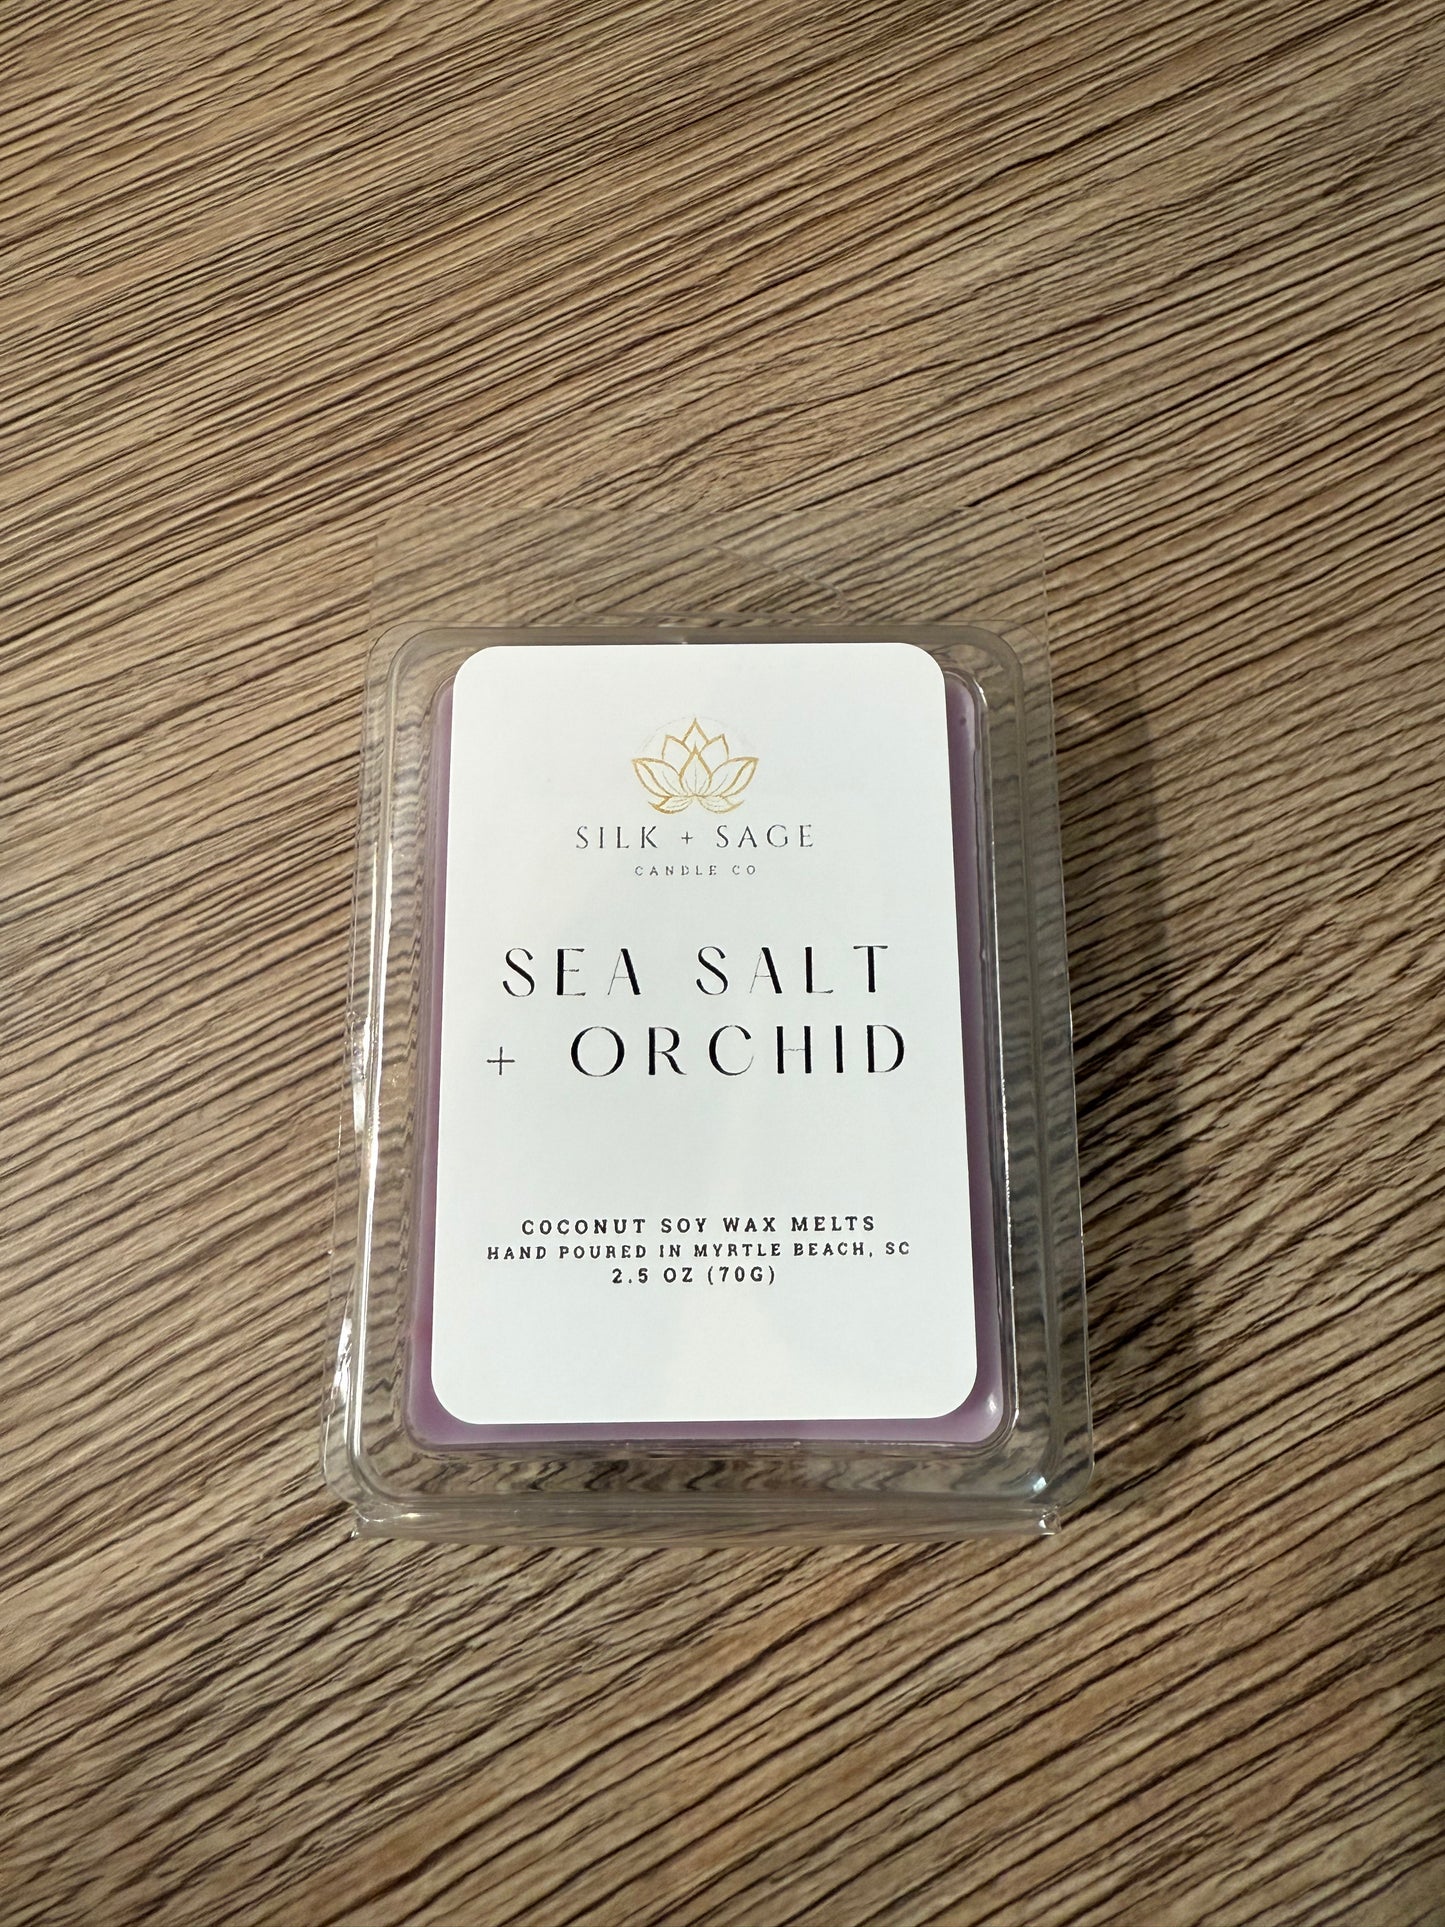 SILK + SAGE
CANDLE CO
SEA SALT
+ ORCHID
COCONUT SOY WAX MELTS
HAND POURED IN MYRTLE BEACH, SC
2.5 OZ (70G)